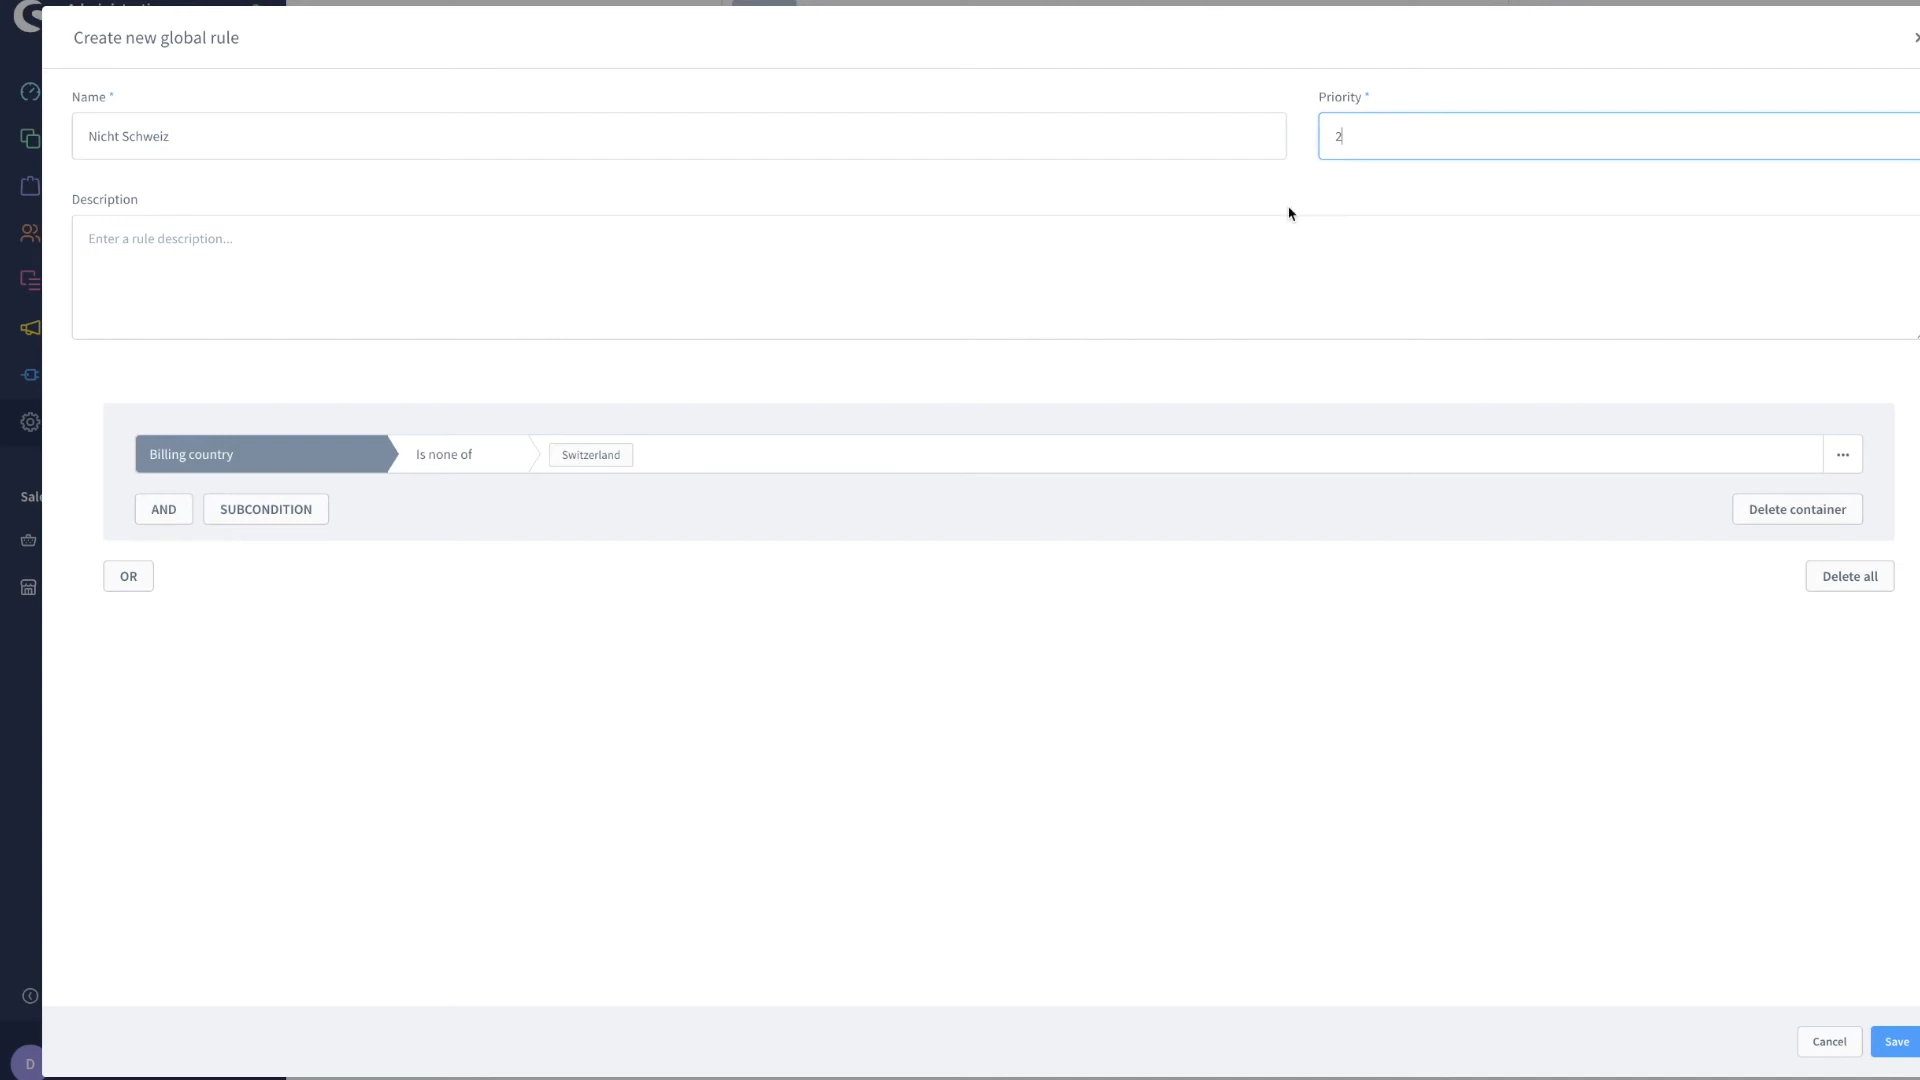 Create new global rule
Name *
Priority *
Nicht Schweiz
2
Description
Enter a rule description...
Billing country
Is none of
Switzerland
AND
SUBCONDITION
Delete container
OR
Delete all
Sale
Cancel
Save
D